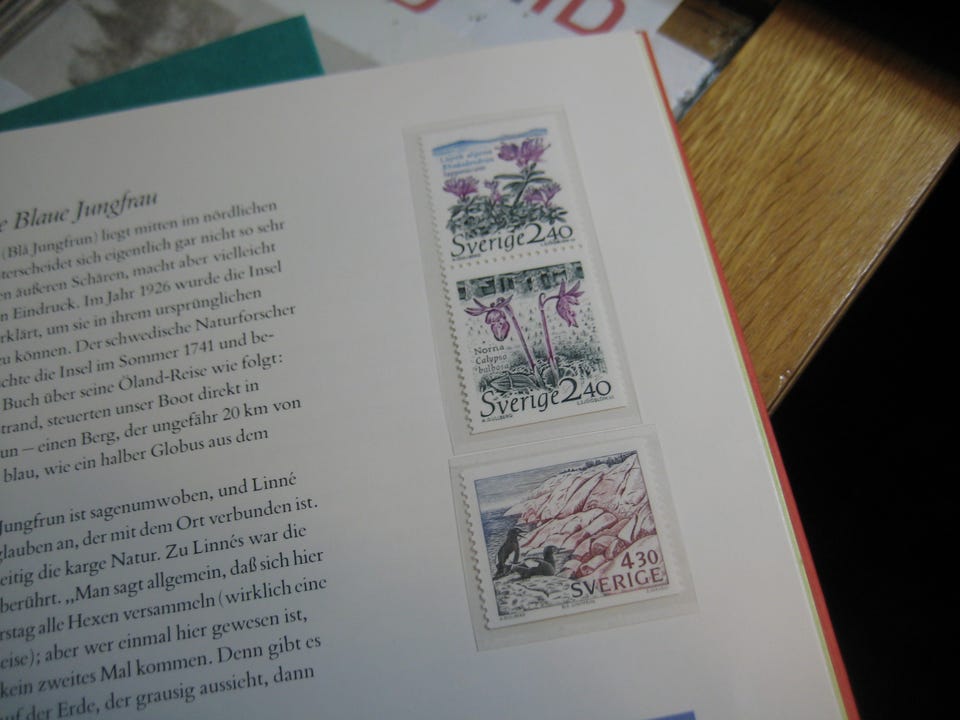 ID
e Blaue Jungfrau
(Blå Jungfrun) liegt mitten im nördlichen
terscheidet sich eigentlich gar nicht so sehr
en äußeren Schären, macht aber vielleicht
n Eindruck. Im Jahr 1926 wurde die Insel
erklärt, um sie in ihrem ursprünglichen
zu können. Der schwedische Naturforscher
chte die Insel im Sommer 1741 und be-
Buch über seine Öland-Reise wie folgt:
trand, steuerten unser Boot direkt in
un – einen Berg, der ungefähr 20 km von
blau, wie ein halber Globus aus dem
Jungfrun ist sagenumwoben, und Linné
glauben an, der mit dem Ort verbunden ist.
eitig die karge Natur. Zu Linnés war die
berührt. „Man sagt allgemein, daß sich hier
rstag alle Hexen versammeln (wirklich eine
eise); aber wer einmal hier gewesen ist,
kein zweites Mal kommen. Denn gibt es
auf der Erde, der grausig aussieht, dann
Sverige 2.40
Norna
Calypso
bulbosa
Sverige 2.40
4.30
SVERIGE